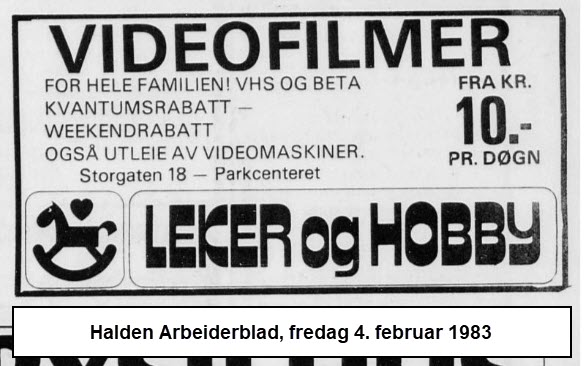 VIDEOFILMER
FOR HELE FAMILIEN! VHS OG BETA
KVANTUMSRABATT –
WEEKENDRABATT
OGSÅ UTLEIE AV VIDEOMASKINER.
Storgaten 18 – Parkcenteret
FRA KR.
10.-
PR. DØGN
LEKER og HOBBY
Halden Arbeiderblad, fredag 4. februar 1983